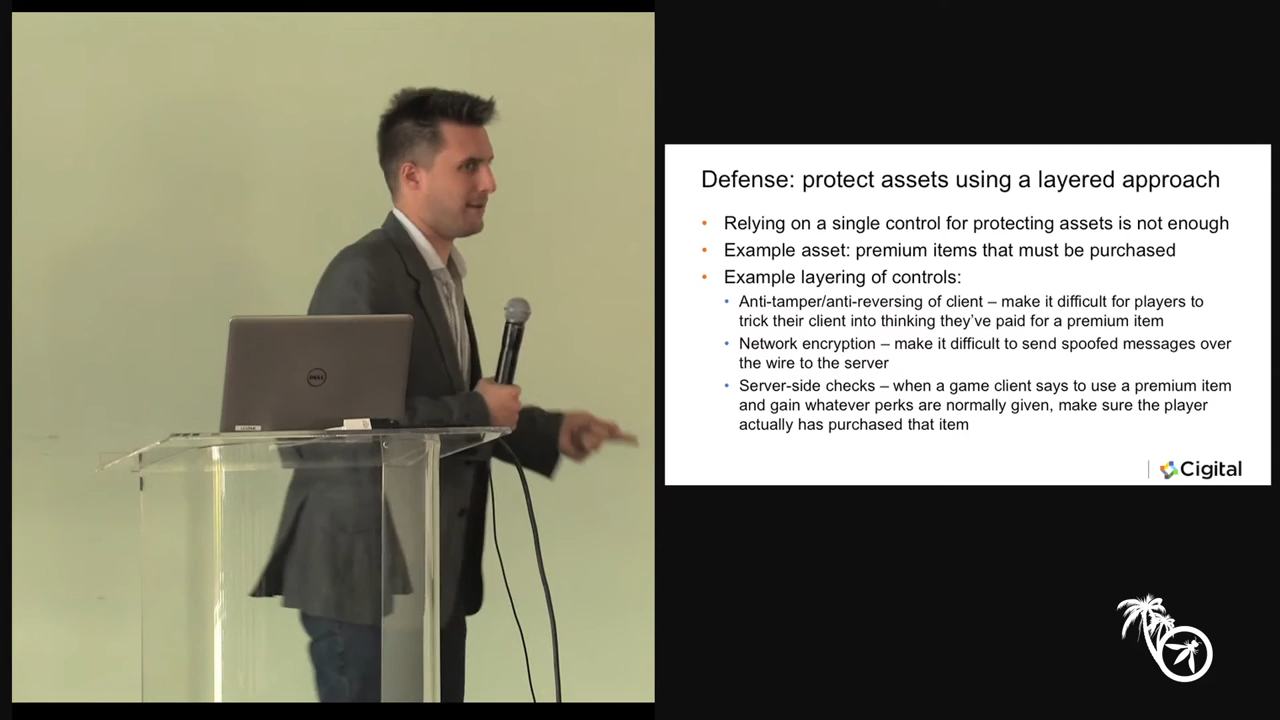 DELL
Defense: protect assets using a layered approach
• Relying on a single control for protecting assets is not enough
• Example asset: premium items that must be purchased
• Example layering of controls:
• Anti-tamper/anti-reversing of client – make it difficult for players to
trick their client into thinking they’ve paid for a premium item
• Network encryption – make it difficult to send spoofed messages over
the wire to the server
• Server-side checks – when a game client says to use a premium item
and gain whatever perks are normally given, make sure the player
actually has purchased that item
Cigital